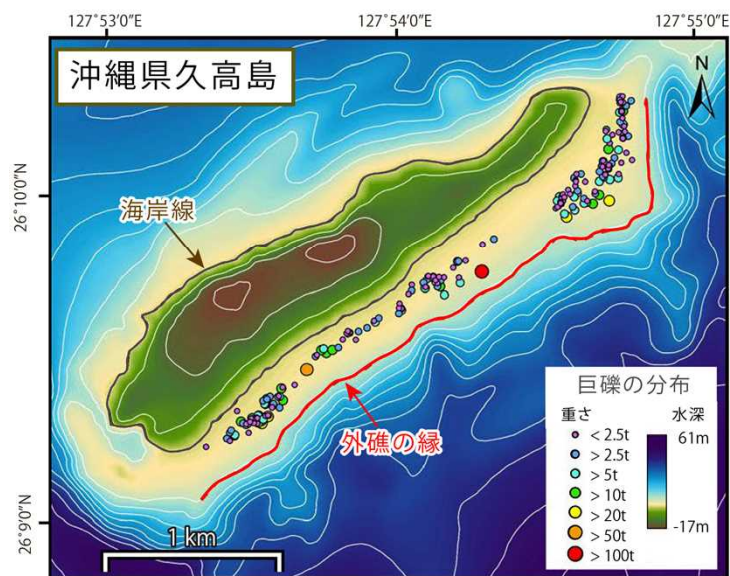 127°53'0"E
127°54'0"E
127°55'0"E
沖縄県久高島
N
26°10'0"N
海岸線
外礁の縁
巨礫の分布
重さ
水深
< 2.5t
61m
> 2.5t
> 5t
> 10t
> 20t
> 50t
-17m
> 100t
26°9'0"N
1 km